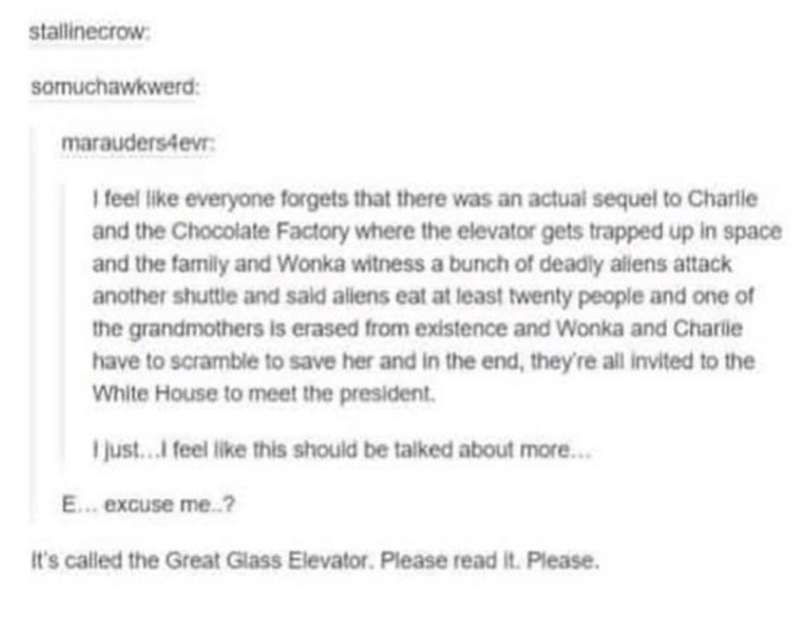 stallinecrow:
somuchawkwerd:
marauders4evr:
I feel like everyone forgets that there was an actual sequel to Charlie
and the Chocolate Factory where the elevator gets trapped up in space
and the family and Wonka witness a bunch of deadly aliens attack
another shuttle and said aliens eat at least twenty people and one of
the grandmothers is erased from existence and Wonka and Charlie
have to scramble to save her and in the end, they're all invited to the
White House to meet the president.
I just...I feel like this should be talked about more...
E... excuse me..?
It's called the Great Glass Elevator. Please read it. Please.